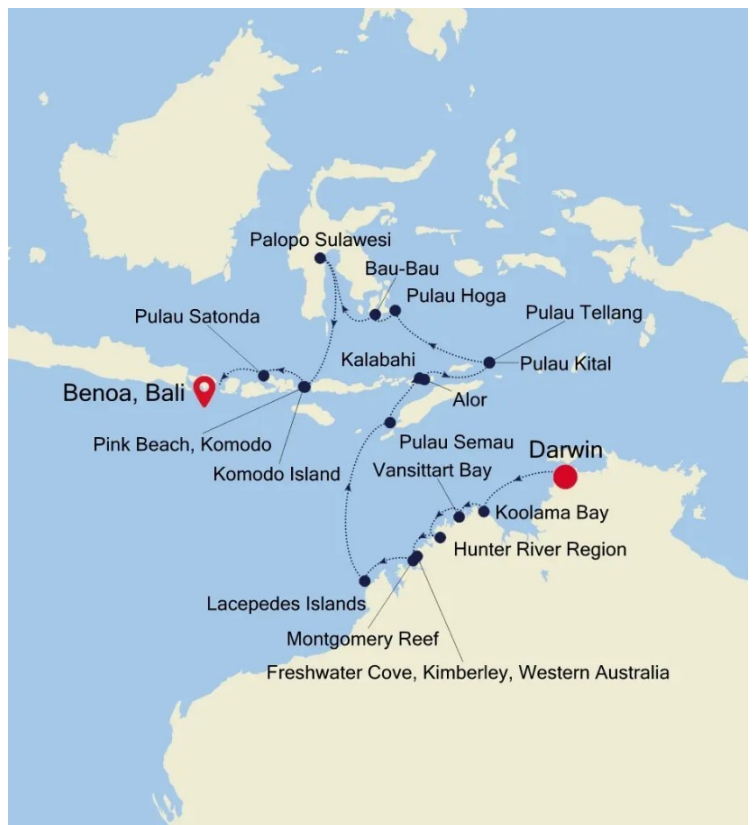 Palopo Sulawesi
Bau-Bau
Pulau Hoga
Pulau Satonda
Pulau Tellang
Kalabahi
Pulau Kital
Benoa, Bali
Alor
Pink Beach, Komodo
Pulau Semau
Darwin
Komodo Island
Vansittart Bay
Koolama Bay
Hunter River Region
Lacepedes Islands
Montgomery Reef
Freshwater Cove, Kimberley, Western Australia